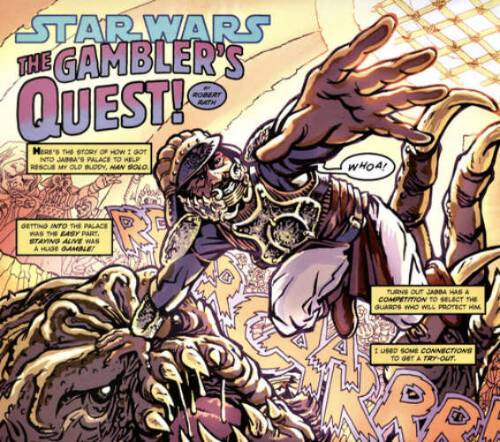 STAR WARS
THE GAMBLER'S
QUEST!
BY
ROBERT
RATH
HERE'S THE STORY OF HOW I GOT
INTO JABBA'S PALACE TO HELP
RESCUE MY OLD BUDDY, HAN SOLO.
WHOA!
GETTING INTO THE PALACE
WAS THE EASY PART.
STAYING ALIVE WAS
A HUGE GAMBLE!
TURNS OUT JABBA HAS A
COMPETITION TO SELECT THE
GUARDS WHO WILL PROTECT HIM.
I USED SOME CONNECTIONS
TO GET A TRY-OUT.